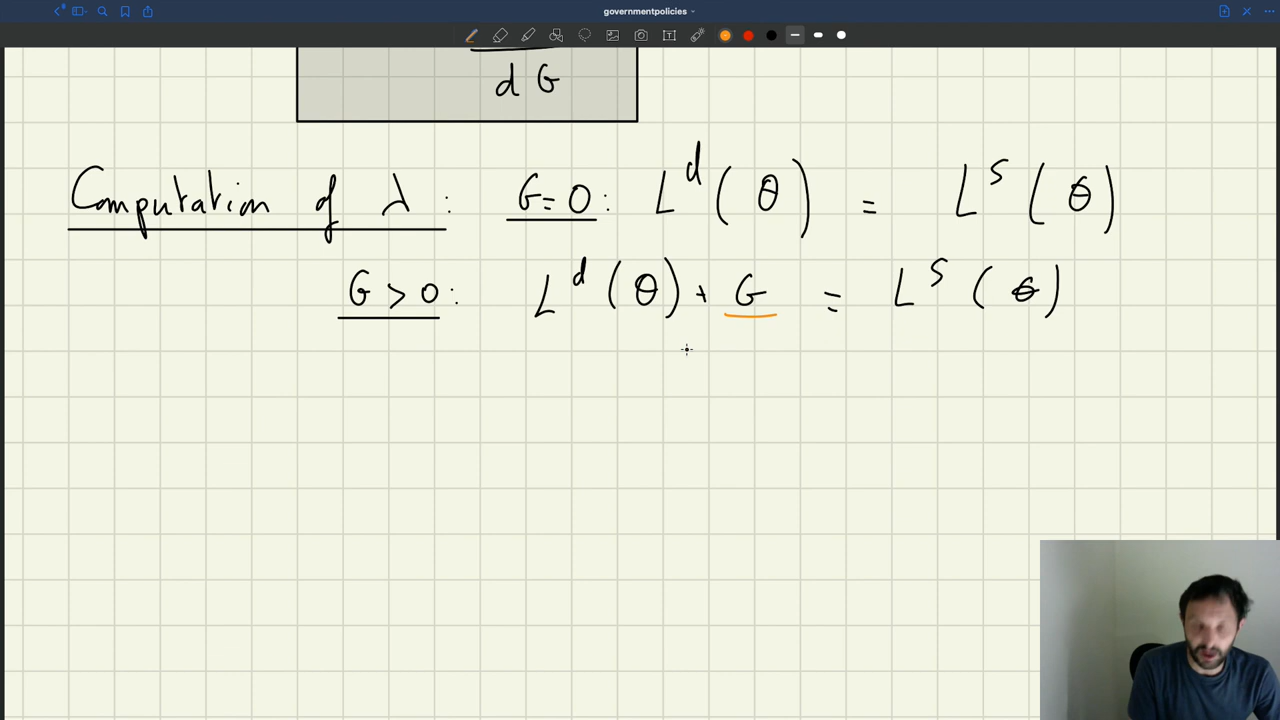 governmentpolicies
d G
Computation of λ : G = 0 : L^d ( θ ) = L^s ( θ )
G > 0 : L^d ( θ ) + G = L^s ( θ )